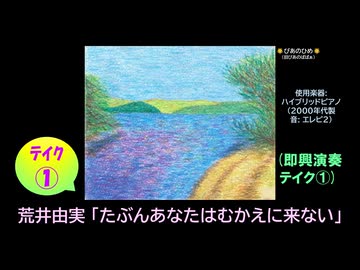 ☀ぴあのひめ☀
(旧ぴあのばばぁ)
使用楽器:
ハイブリッドピアノ
(2000年代製
音: エレピ2)
テイク
①
(即興演奏
テイク①)
荒井由実「たぶんあなたはむかえに来ない」